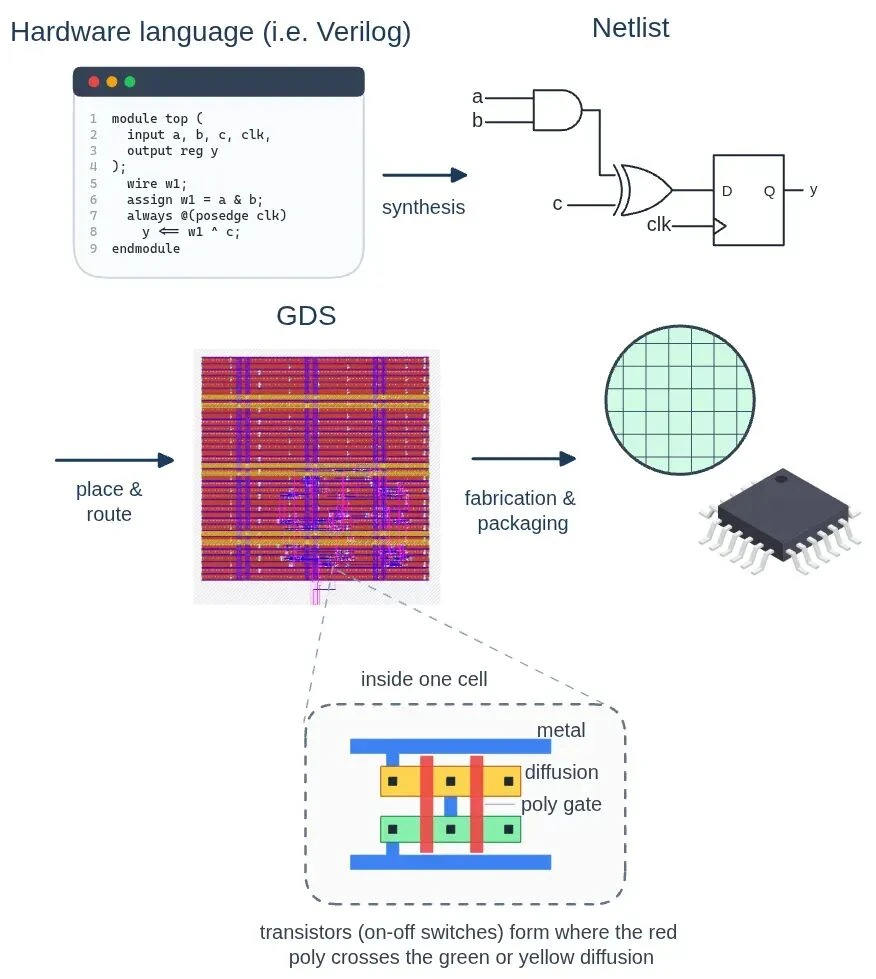 Hardware language (i.e. Verilog)
Netlist
1 module top (
2 input a, b, c, clk,
3 output reg y
4 );
5 wire w1;
6 assign w1 = a & b;
7 always @(posedge clk)
8 y <= w1 ^ c;
9 endmodule
synthesis
a
b
c
clk
D
Q
y
GDS
place &
route
fabrication &
packaging
inside one cell
metal
diffusion
poly gate
transistors (on-off switches) form where the red
poly crosses the green or yellow diffusion